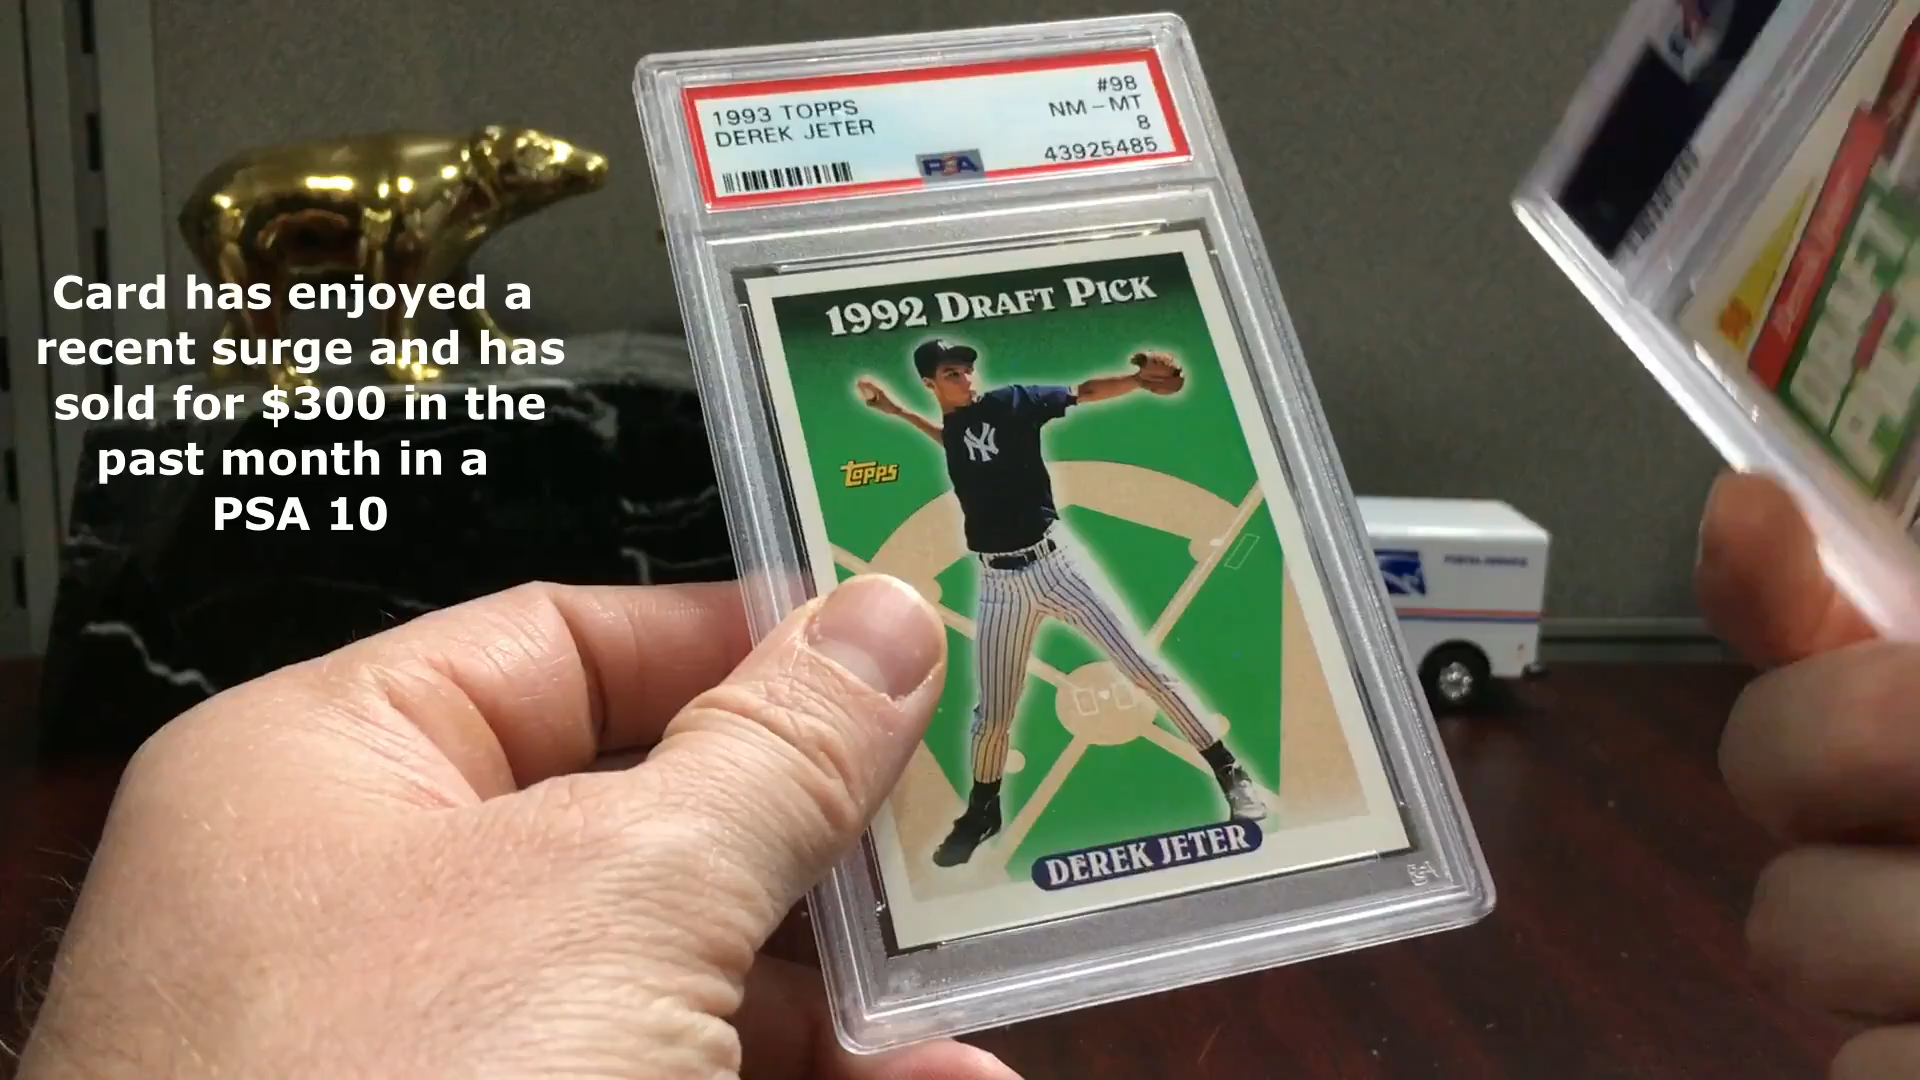 1993 TOPPS
DEREK JETER
#98
NM - MT
8
43925485
PSA
1992 DRAFT PICK
topps
DEREK JETER
Card has enjoyed a
recent surge and has
sold for $300 in the
past month in a
PSA 10